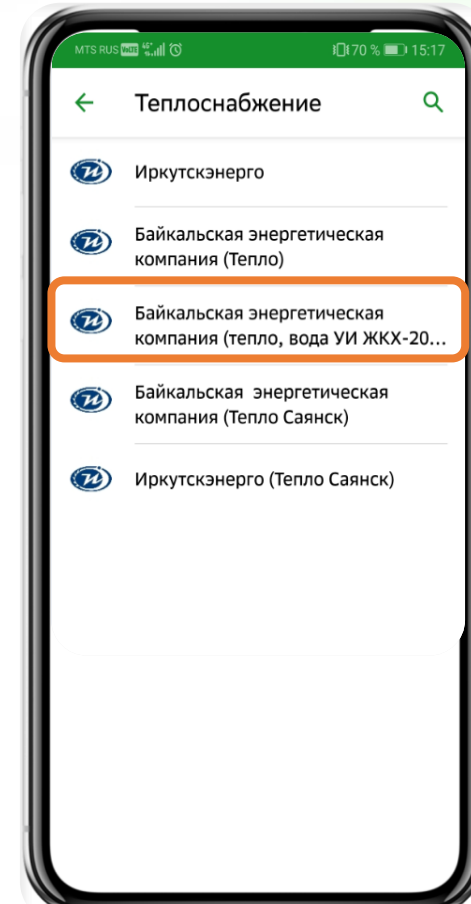 MTS RUS VoLTE 70 % 15:17
Теплоснабжение
Иркутскэнерго
Байкальская энергетическая
компания (Тепло)
Байкальская энергетическая
компания (тепло, вода УИ ЖКХ-20...
Байкальская энергетическая
компания (Тепло Саянск)
Иркутскэнерго (Тепло Саянск)